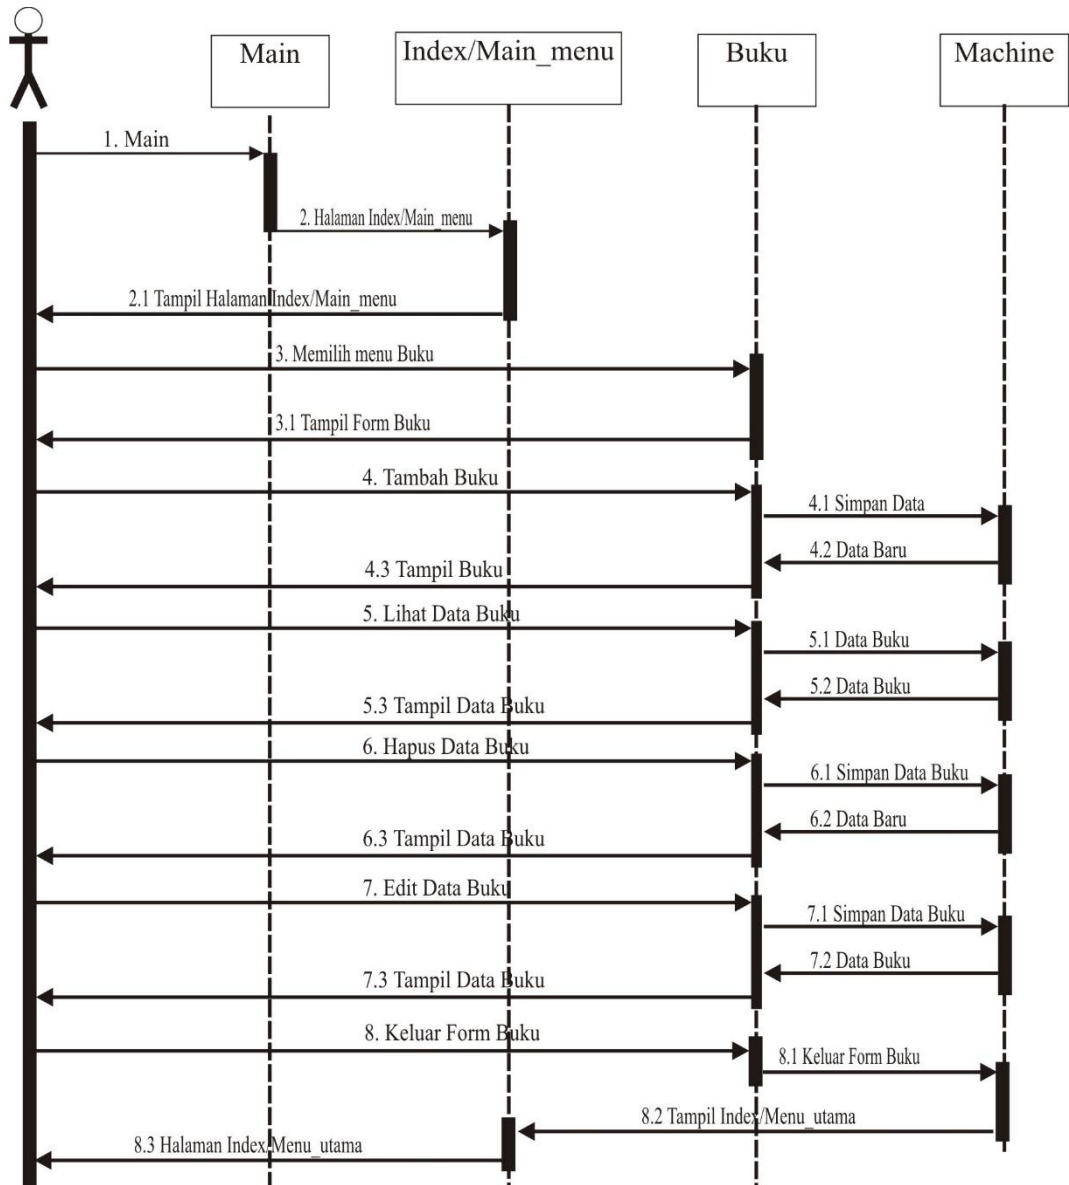 Main
Index/Main_menu
Buku
Machine
1. Main
2. Halaman Index/Main_menu
2.1 Tampil Halaman Index/Main_menu
3. Memilih menu Buku
3.1 Tampil Form Buku
4. Tambah Buku
4.1 Simpan Data
4.2 Data Baru
4.3 Tampil Buku
5. Lihat Data Buku
5.1 Data Buku
5.2 Data Buku
5.3 Tampil Data Buku
6. Hapus Data Buku
6.1 Simpan Data Buku
6.2 Data Baru
6.3 Tampil Data Buku
7. Edit Data Buku
7.1 Simpan Data Buku
7.2 Data Buku
7.3 Tampil Data Buku
8. Keluar Form Buku
8.1 Keluar Form Buku
8.2 Tampil Index/Menu_utama
8.3 Halaman Index/Menu_utama